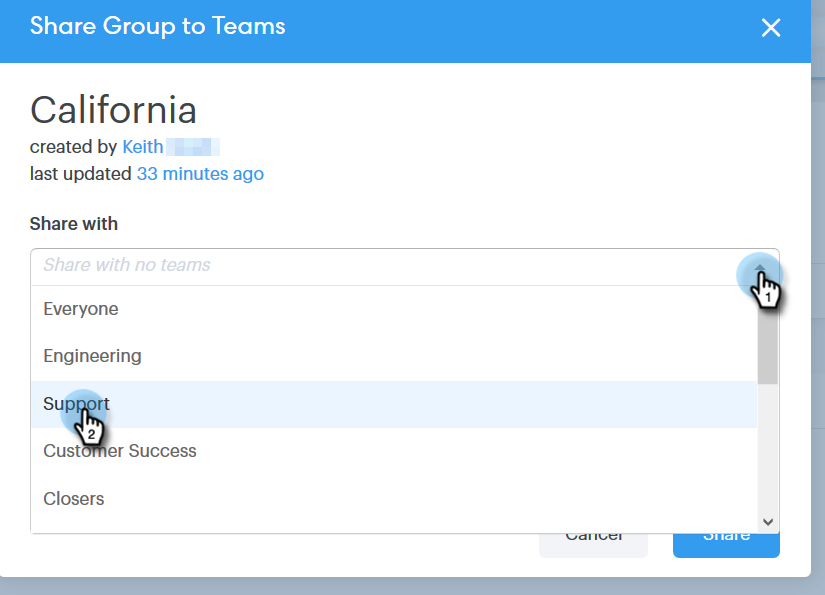 Share Group to Teams
California
created by Keith
last updated 33 minutes ago
Share with
Share with no teams
1
Everyone
Engineering
Support
2
Customer Success
Closers
Cancel
Share